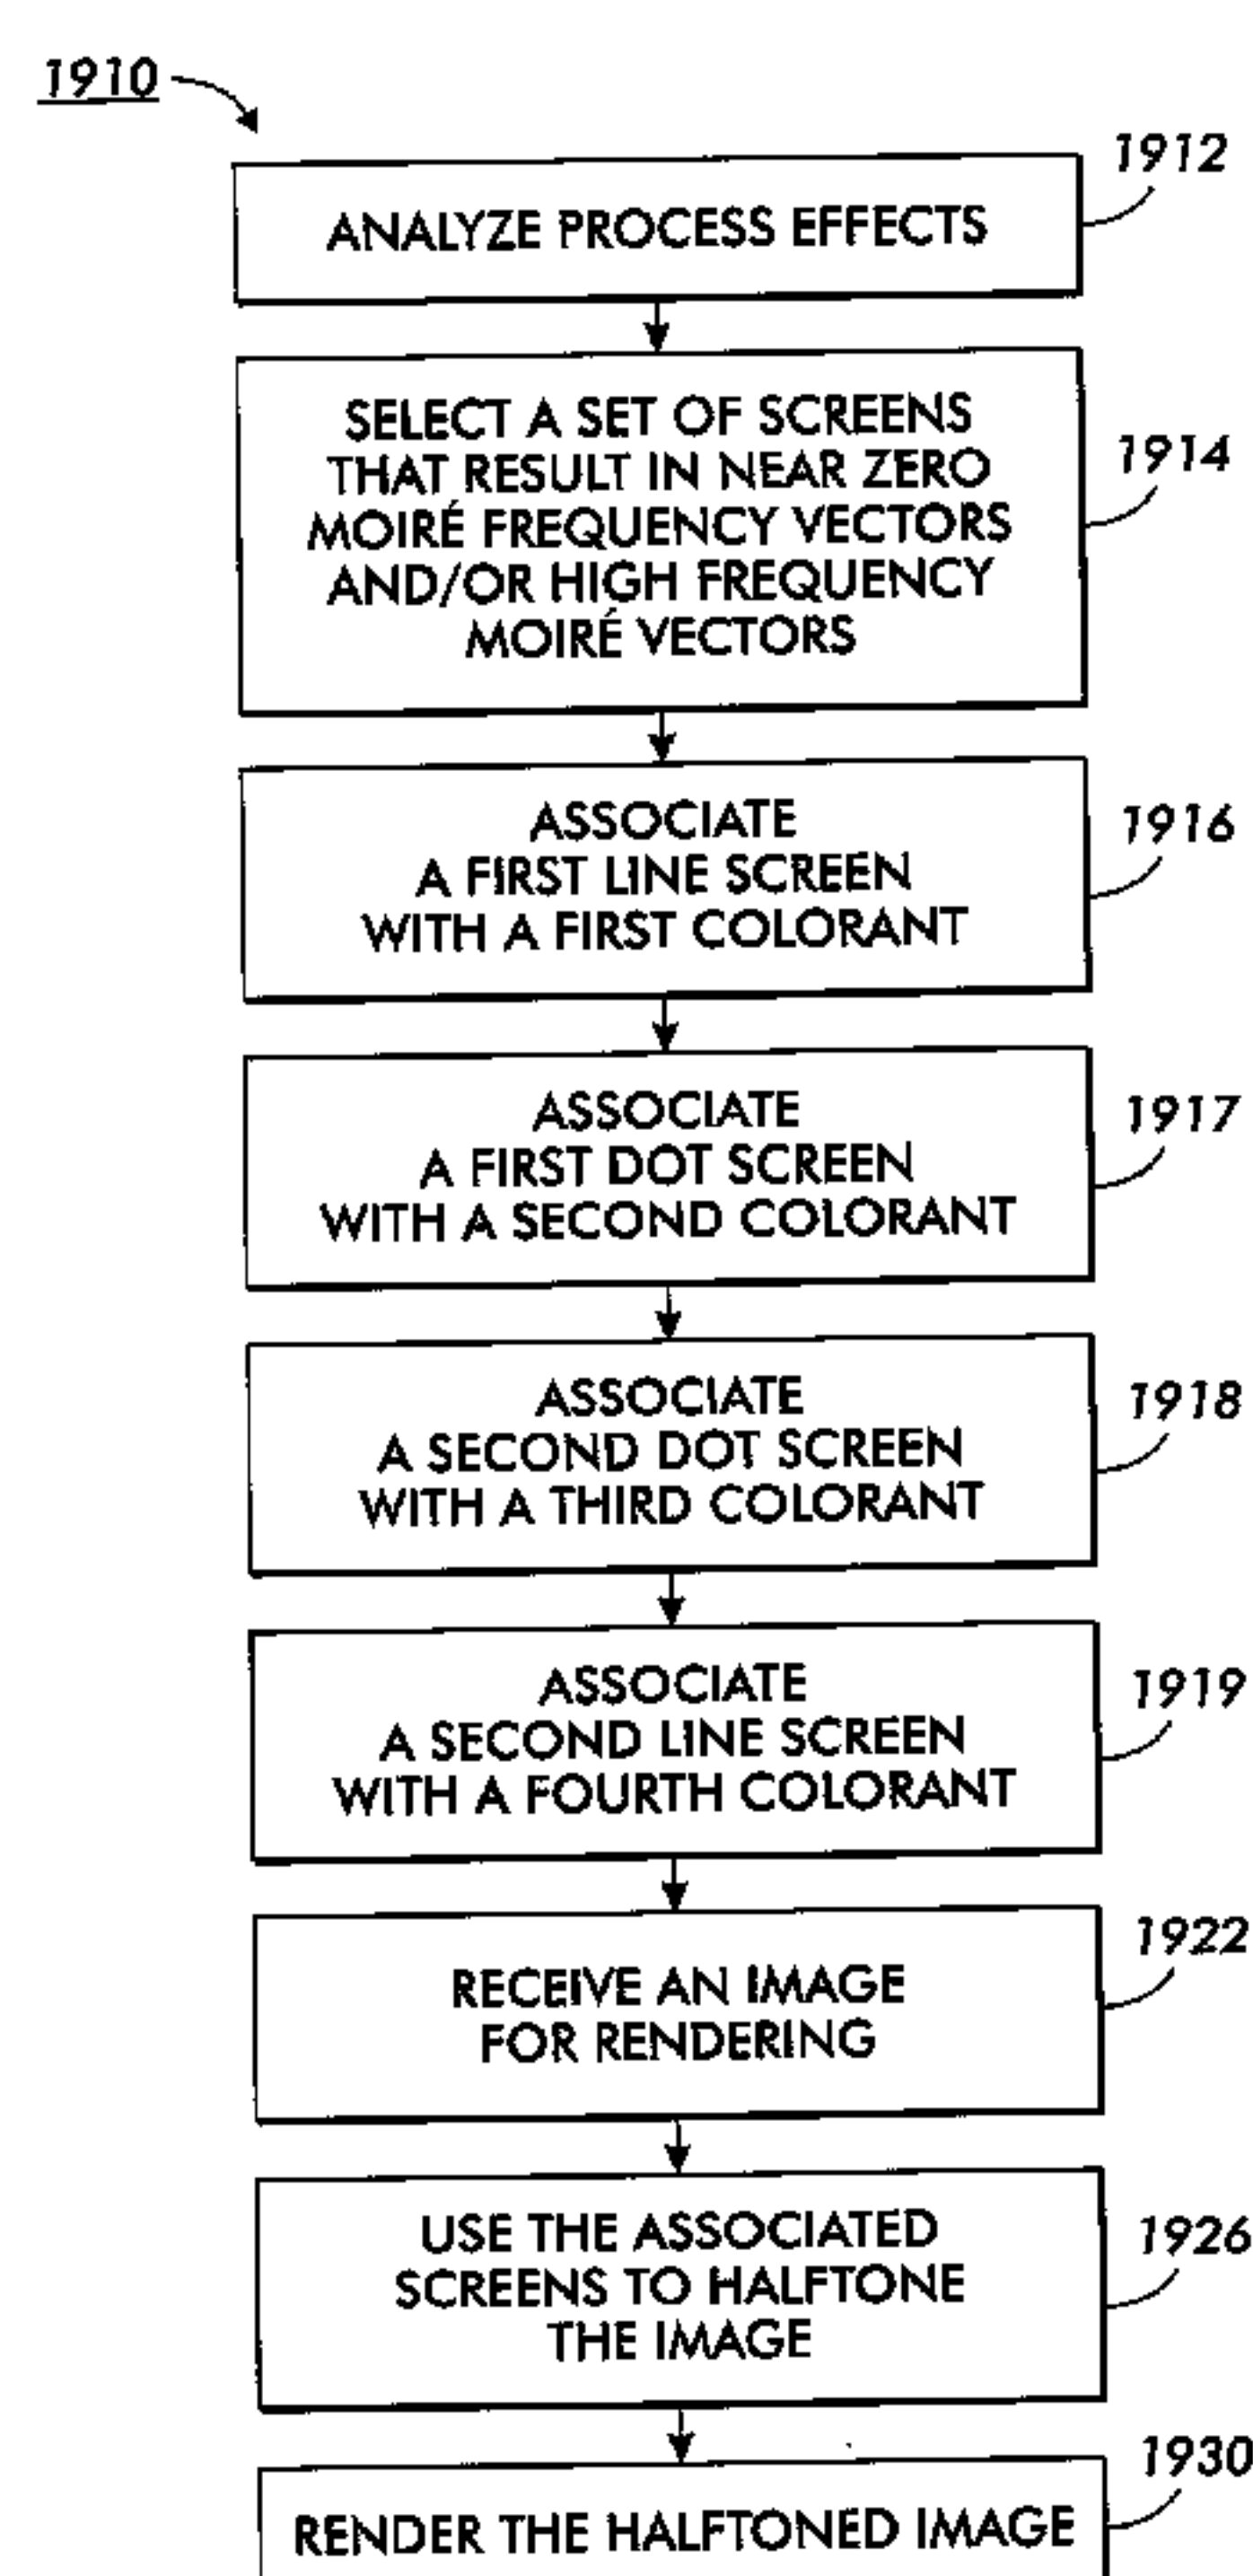 1910
1912
ANALYZE PROCESS EFFECTS
1914
SELECT A SET OF SCREENS
THAT RESULT IN NEAR ZERO
MOIRÉ FREQUENCY VECTORS
AND/OR HIGH FREQUENCY
MOIRÉ VECTORS
1916
ASSOCIATE
A FIRST LINE SCREEN
WITH A FIRST COLORANT
1917
ASSOCIATE
A FIRST DOT SCREEN
WITH A SECOND COLORANT
1918
ASSOCIATE
A SECOND DOT SCREEN
WITH A THIRD COLORANT
1919
ASSOCIATE
A SECOND LINE SCREEN
WITH A FOURTH COLORANT
1922
RECEIVE AN IMAGE
FOR RENDERING
1926
USE THE ASSOCIATED
SCREENS TO HALFTONE
THE IMAGE
1930
RENDER THE HALFTONED IMAGE